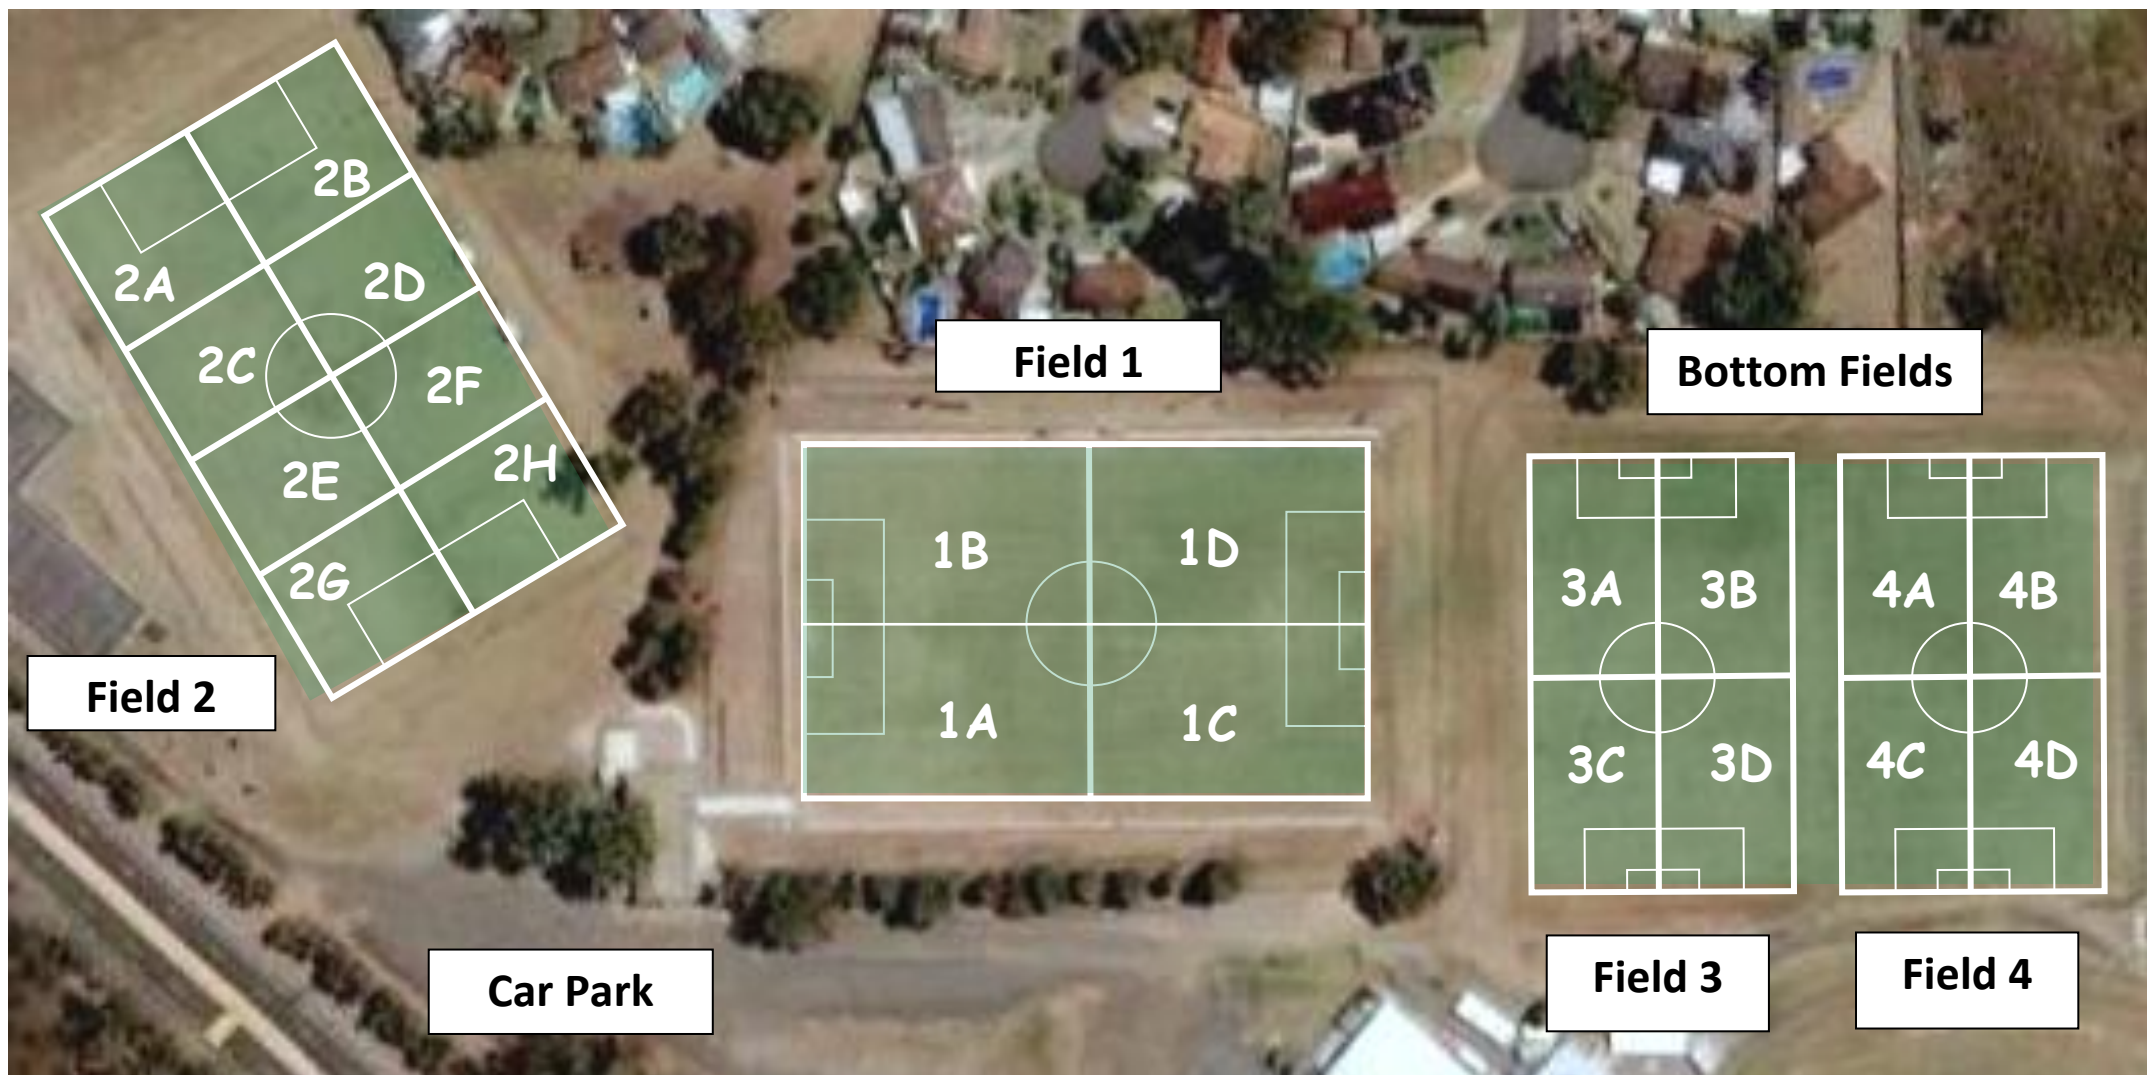 2B
2A
2D
2C
2F
2E
2H
2G
Field 2
Field 1
1B
1D
1A
1C
Bottom Fields
3A
3B
4A
4B
3C
3D
4C
4D
Field 3
Field 4
Car Park